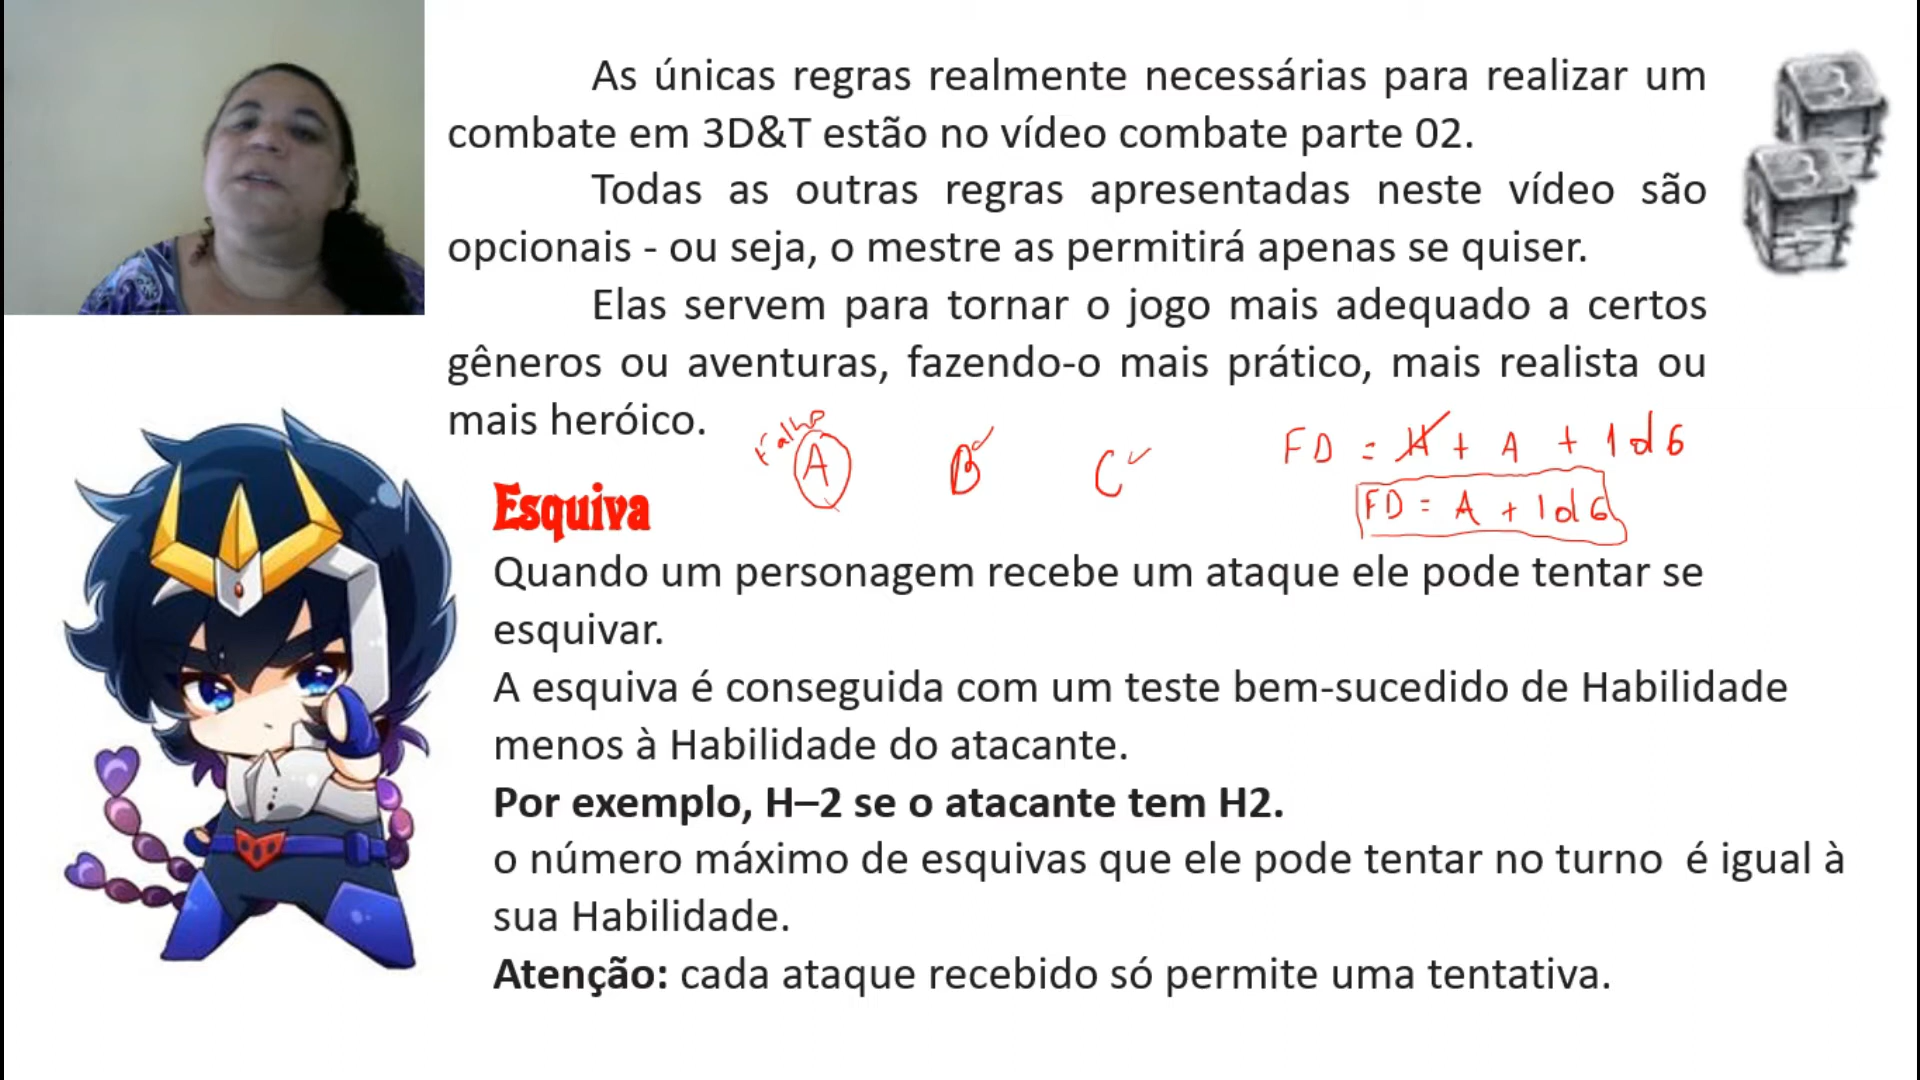 As únicas regras realmente necessárias para realizar um
combate em 3D&T estão no vídeo combate parte 02.
Todas as outras regras apresentadas neste vídeo são
opcionais - ou seja, o mestre as permitirá apenas se quiser.
Elas servem para tornar o jogo mais adequado a certos
gêneros ou aventuras, fazendo-o mais prático, mais realista ou
mais heróico.
Falha
A B C
FD = H + A + 1d6
FD = A + 1d6
Esquiva
Quando um personagem recebe um ataque ele pode tentar se
esquivar.
A esquiva é conseguida com um teste bem-sucedido de Habilidade
menos à Habilidade do atacante.
Por exemplo, H–2 se o atacante tem H2.
o número máximo de esquivas que ele pode tentar no turno  é igual à
sua Habilidade.
Atenção: cada ataque recebido só permite uma tentativa.